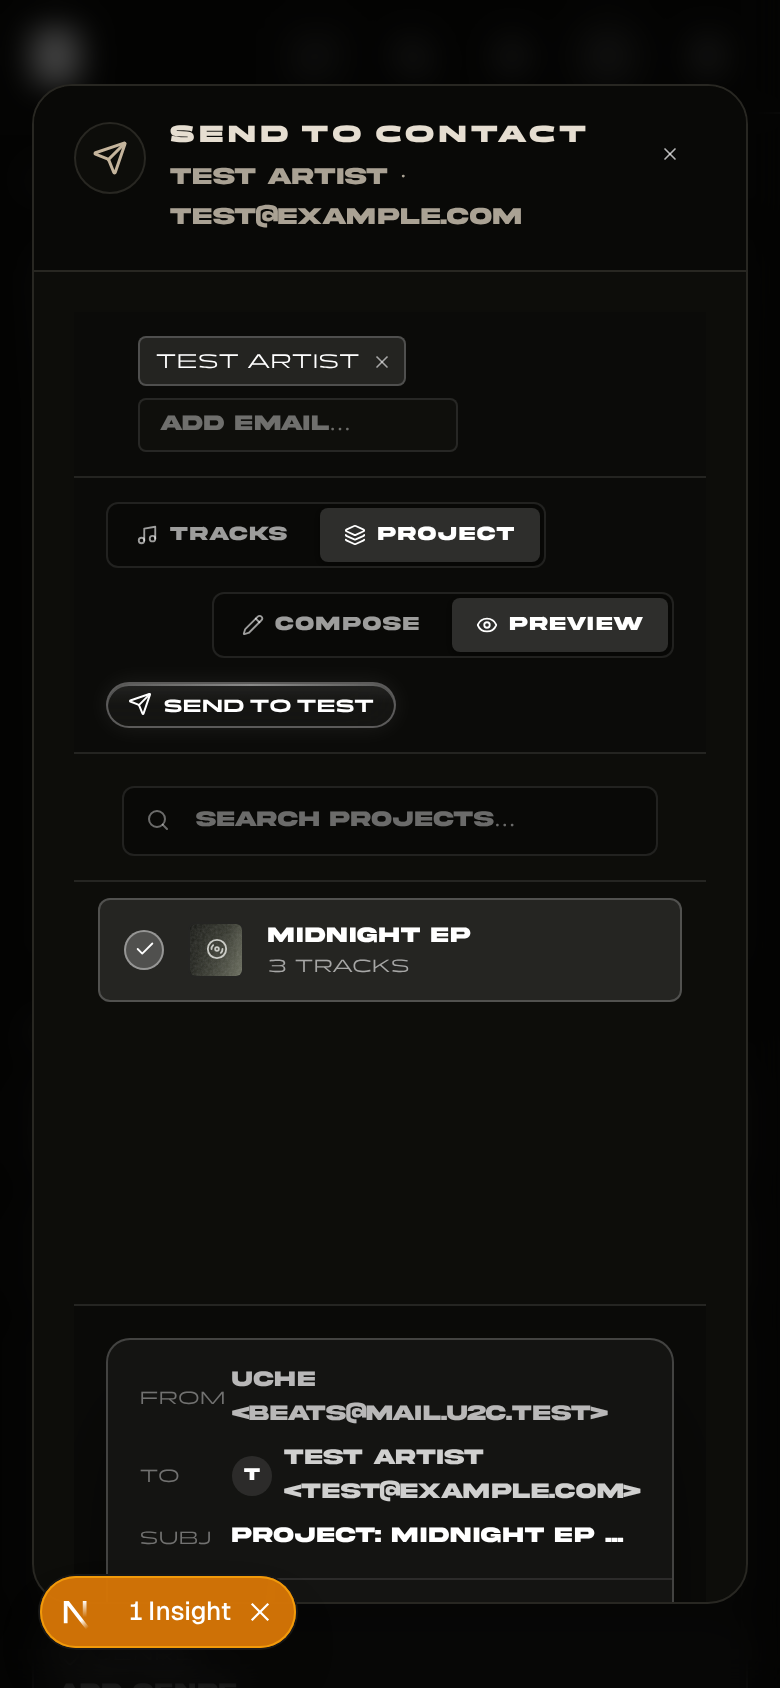 SEND TO CONTACT
TEST ARTIST ·
TEST@EXAMPLE.COM
TEST ARTIST ×
ADD EMAIL...
TRACKS PROJECT
COMPOSE PREVIEW
SEND TO TEST
SEARCH PROJECTS...
MIDNIGHT EP
3 TRACKS
FROM UCHE
<BEATS@MAIL.U2C.TEST>
TO T TEST ARTIST
<TEST@EXAMPLE.COM>
SUBJ PROJECT: MIDNIGHT EP ...
N 1 Insight